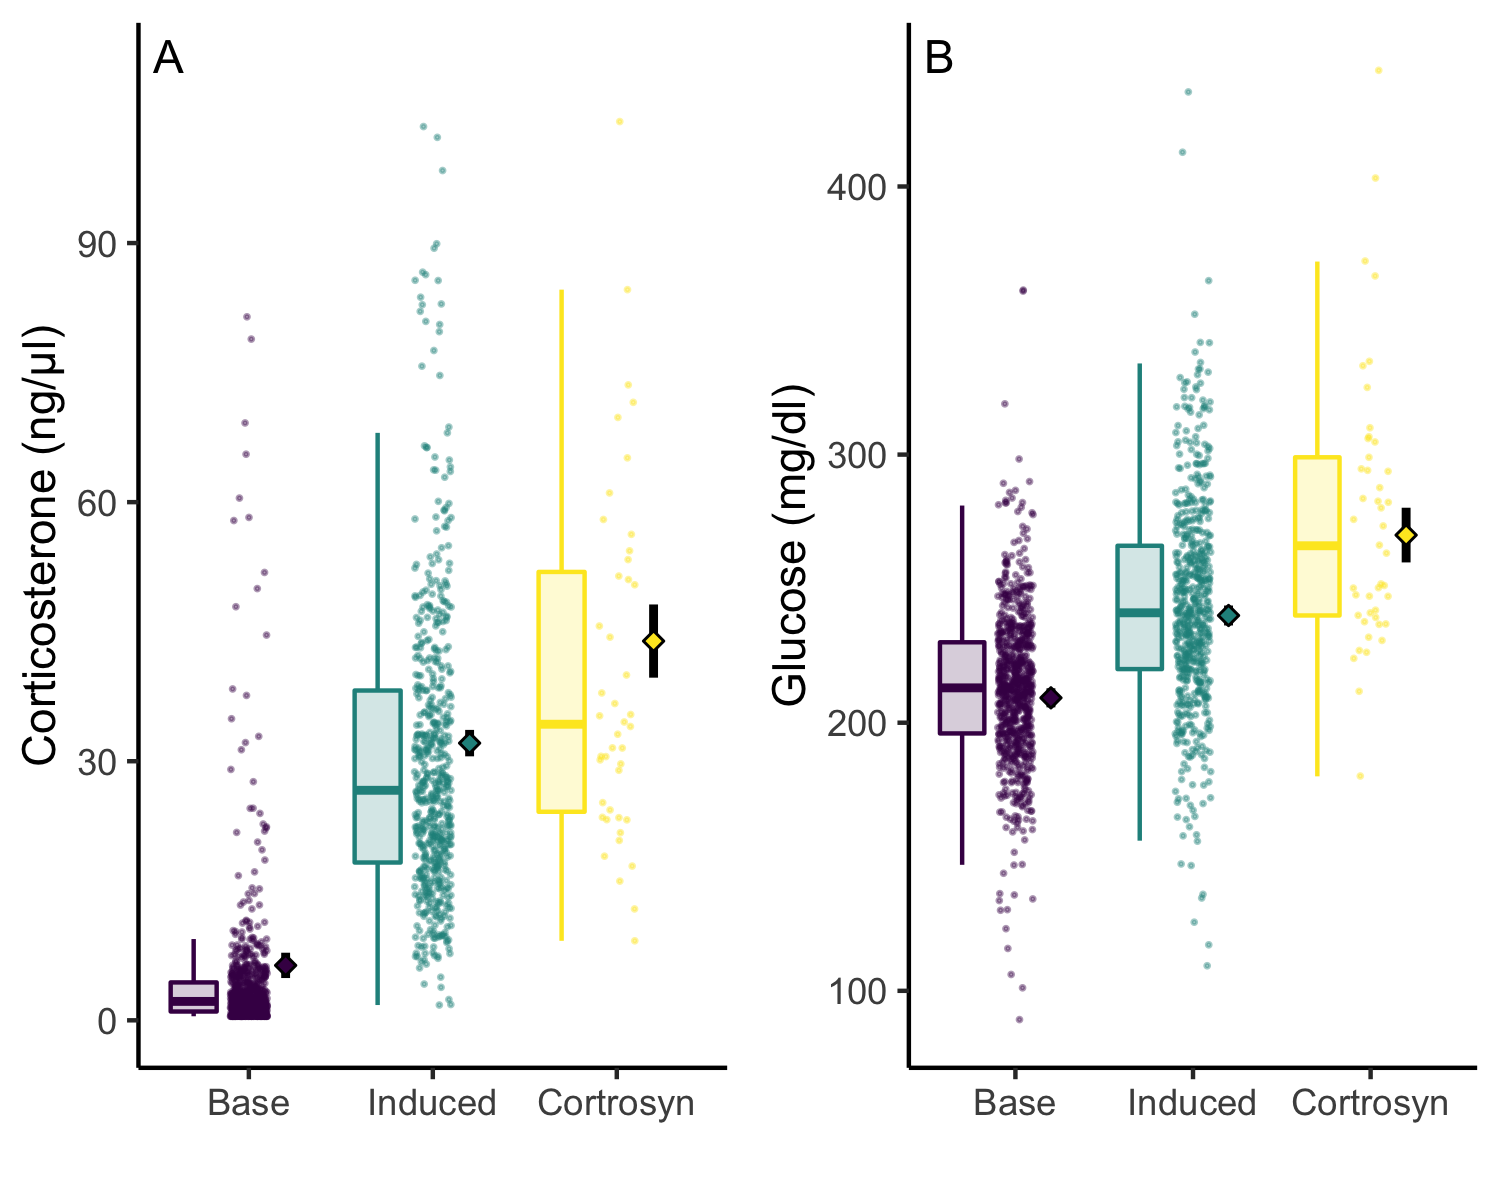 A
Corticosterone (ng/μl)
90
60
30
0
Base Induced Cortrosyn
B
Glucose (mg/dl)
400
300
200
100
Base Induced Cortrosyn